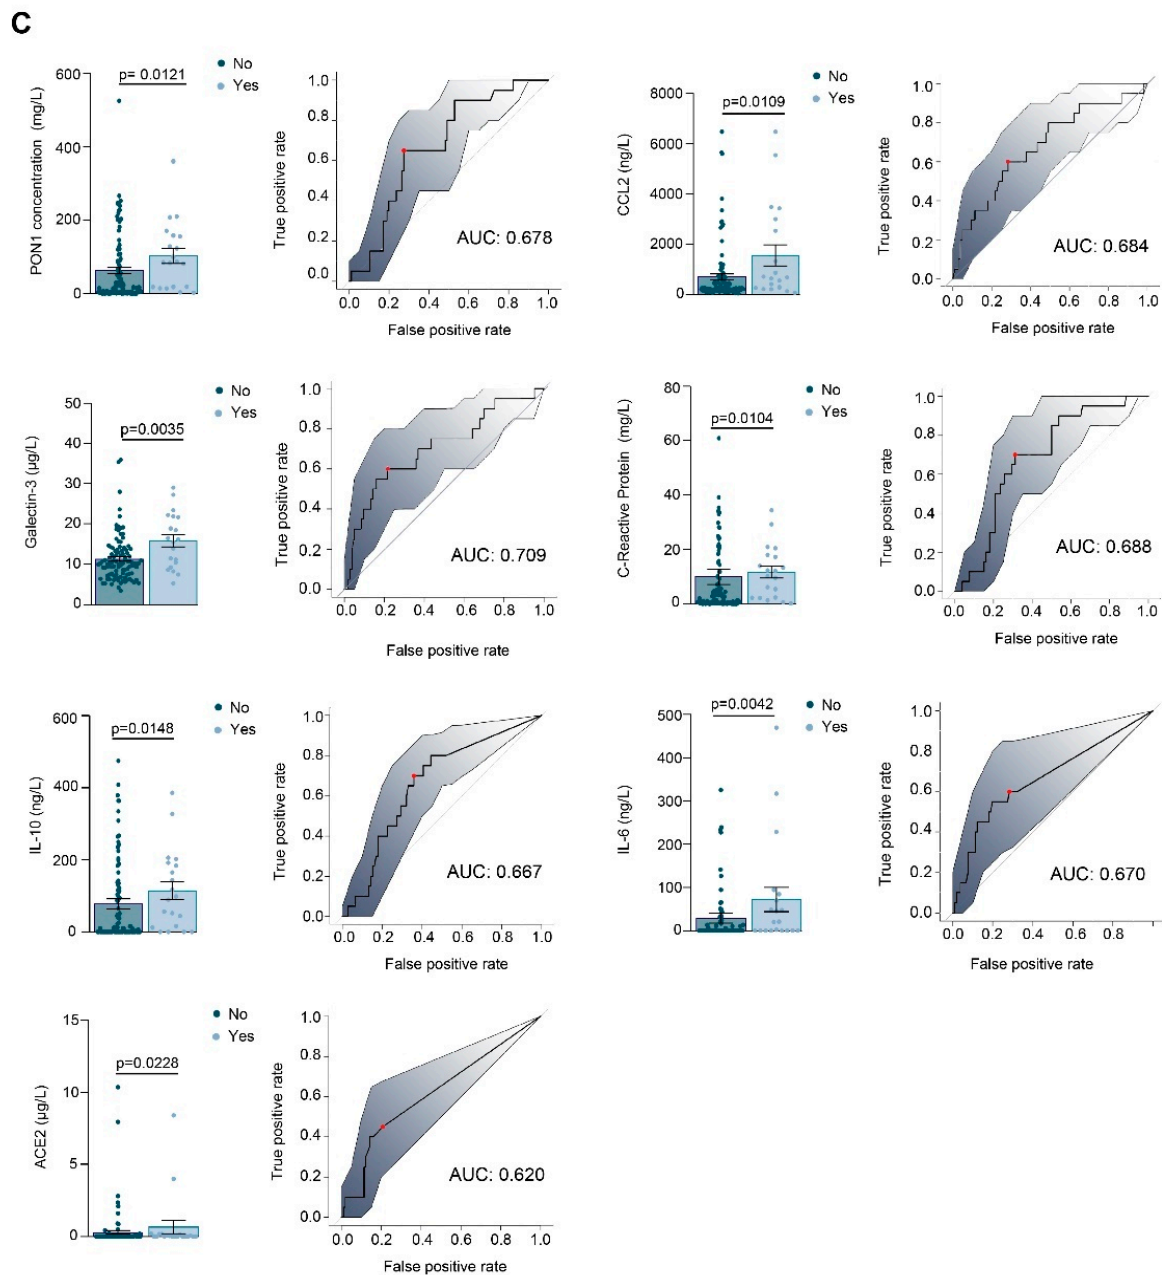 C
600
400
200
0
PON1 concentration (mg/L)
p= 0.0121
No
Yes
1.0
0.8
0.6
0.4
0.2
0.0
True positive rate
AUC: 0.678
0.0 0.2 0.4 0.6 0.8 1.0
False positive rate
8000
6000
4000
2000
0
CCL2 (ng/L)
p=0.0109
No
Yes
1.0
0.8
0.6
0.4
0.2
0.0
True positive rate
AUC: 0.684
0.0 0.2 0.4 0.6 0.8 1.0
False positive rate
50
40
30
20
10
0
Galectin-3 (µg/L)
p=0.0035
No
Yes
1.0
0.8
0.6
0.4
0.2
0.0
True positive rate
AUC: 0.709
0.0 0.2 0.4 0.6 0.8 1.0
False positive rate
80
60
40
20
0
C-Reactive Protein (mg/L)
p=0.0104
No
Yes
1.0
0.8
0.6
0.4
0.2
0.0
True positive rate
AUC: 0.688
0.0 0.2 0.4 0.6 0.8 1.0
False positive rate
600
400
200
0
IL-10 (ng/L)
p=0.0148
No
Yes
1.0
0.8
0.6
0.4
0.2
0.0
True positive rate
AUC: 0.667
0.0 0.2 0.4 0.6 0.8 1.0
False positive rate
500
400
300
200
100
0
IL-6 (ng/L)
p=0.0042
No
Yes
1.0
0.8
0.6
0.4
0.2
0.0
True positive rate
AUC: 0.670
0.0 0.2 0.4 0.6 0.8
False positive rate
15
10
5
0
ACE2 (µg/L)
p=0.0228
No
Yes
1.0
0.8
0.6
0.4
0.2
0.0
True positive rate
AUC: 0.620
0.0 0.2 0.4 0.6 0.8 1.0
False positive rate